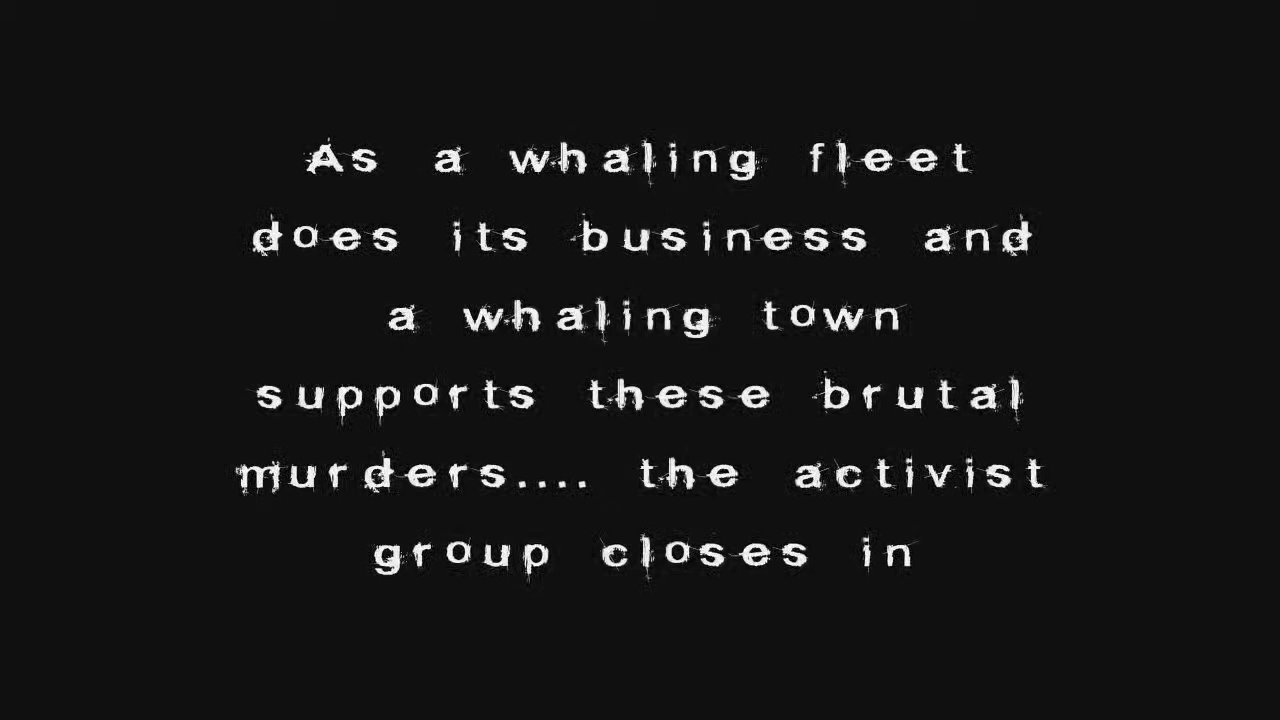 As a whaling fleet
does its business and
a whaling town
supports these brutal
murders.... the activist
group closes in